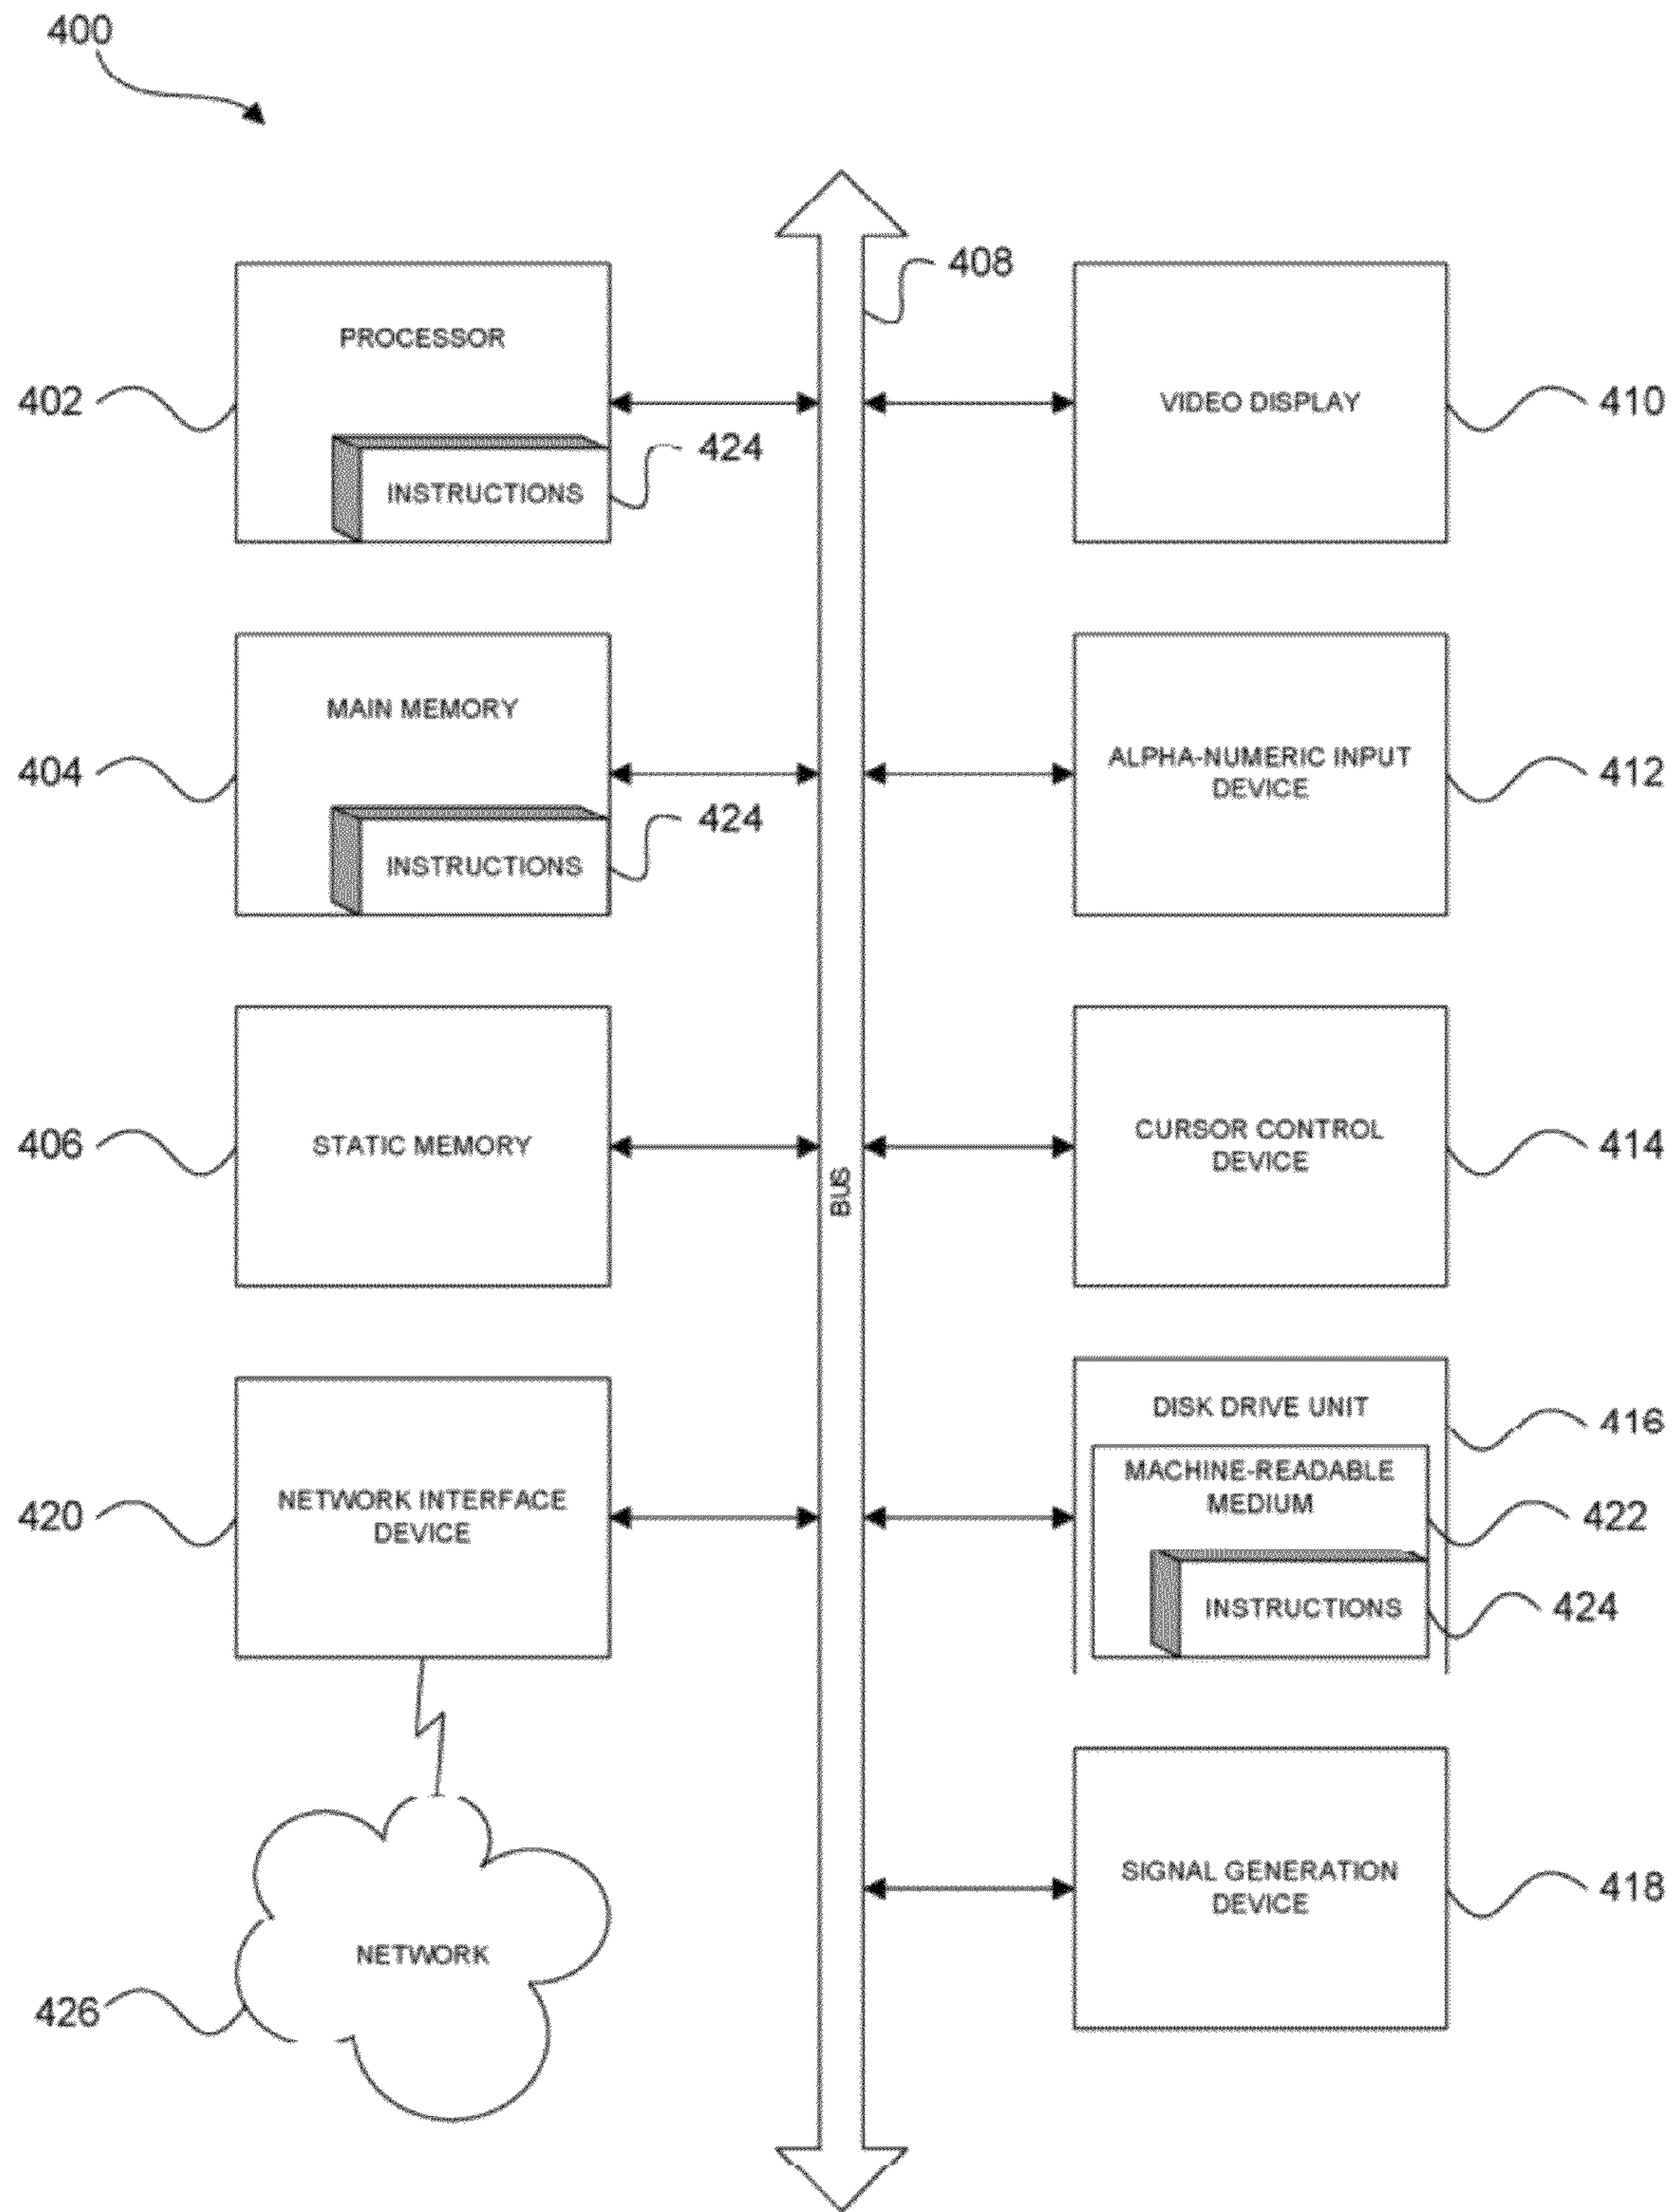 400
408
PROCESSOR
402
424
INSTRUCTIONS
VIDEO DISPLAY
410
MAIN MEMORY
404
424
INSTRUCTIONS
ALPHA-NUMERIC INPUT
DEVICE
412
STATIC MEMORY
406
BUS
CURSOR CONTROL
DEVICE
414
NETWORK INTERFACE
DEVICE
420
DISK DRIVE UNIT
416
MACHINE-READABLE
MEDIUM
422
INSTRUCTIONS
424
NETWORK
426
SIGNAL GENERATION
DEVICE
418